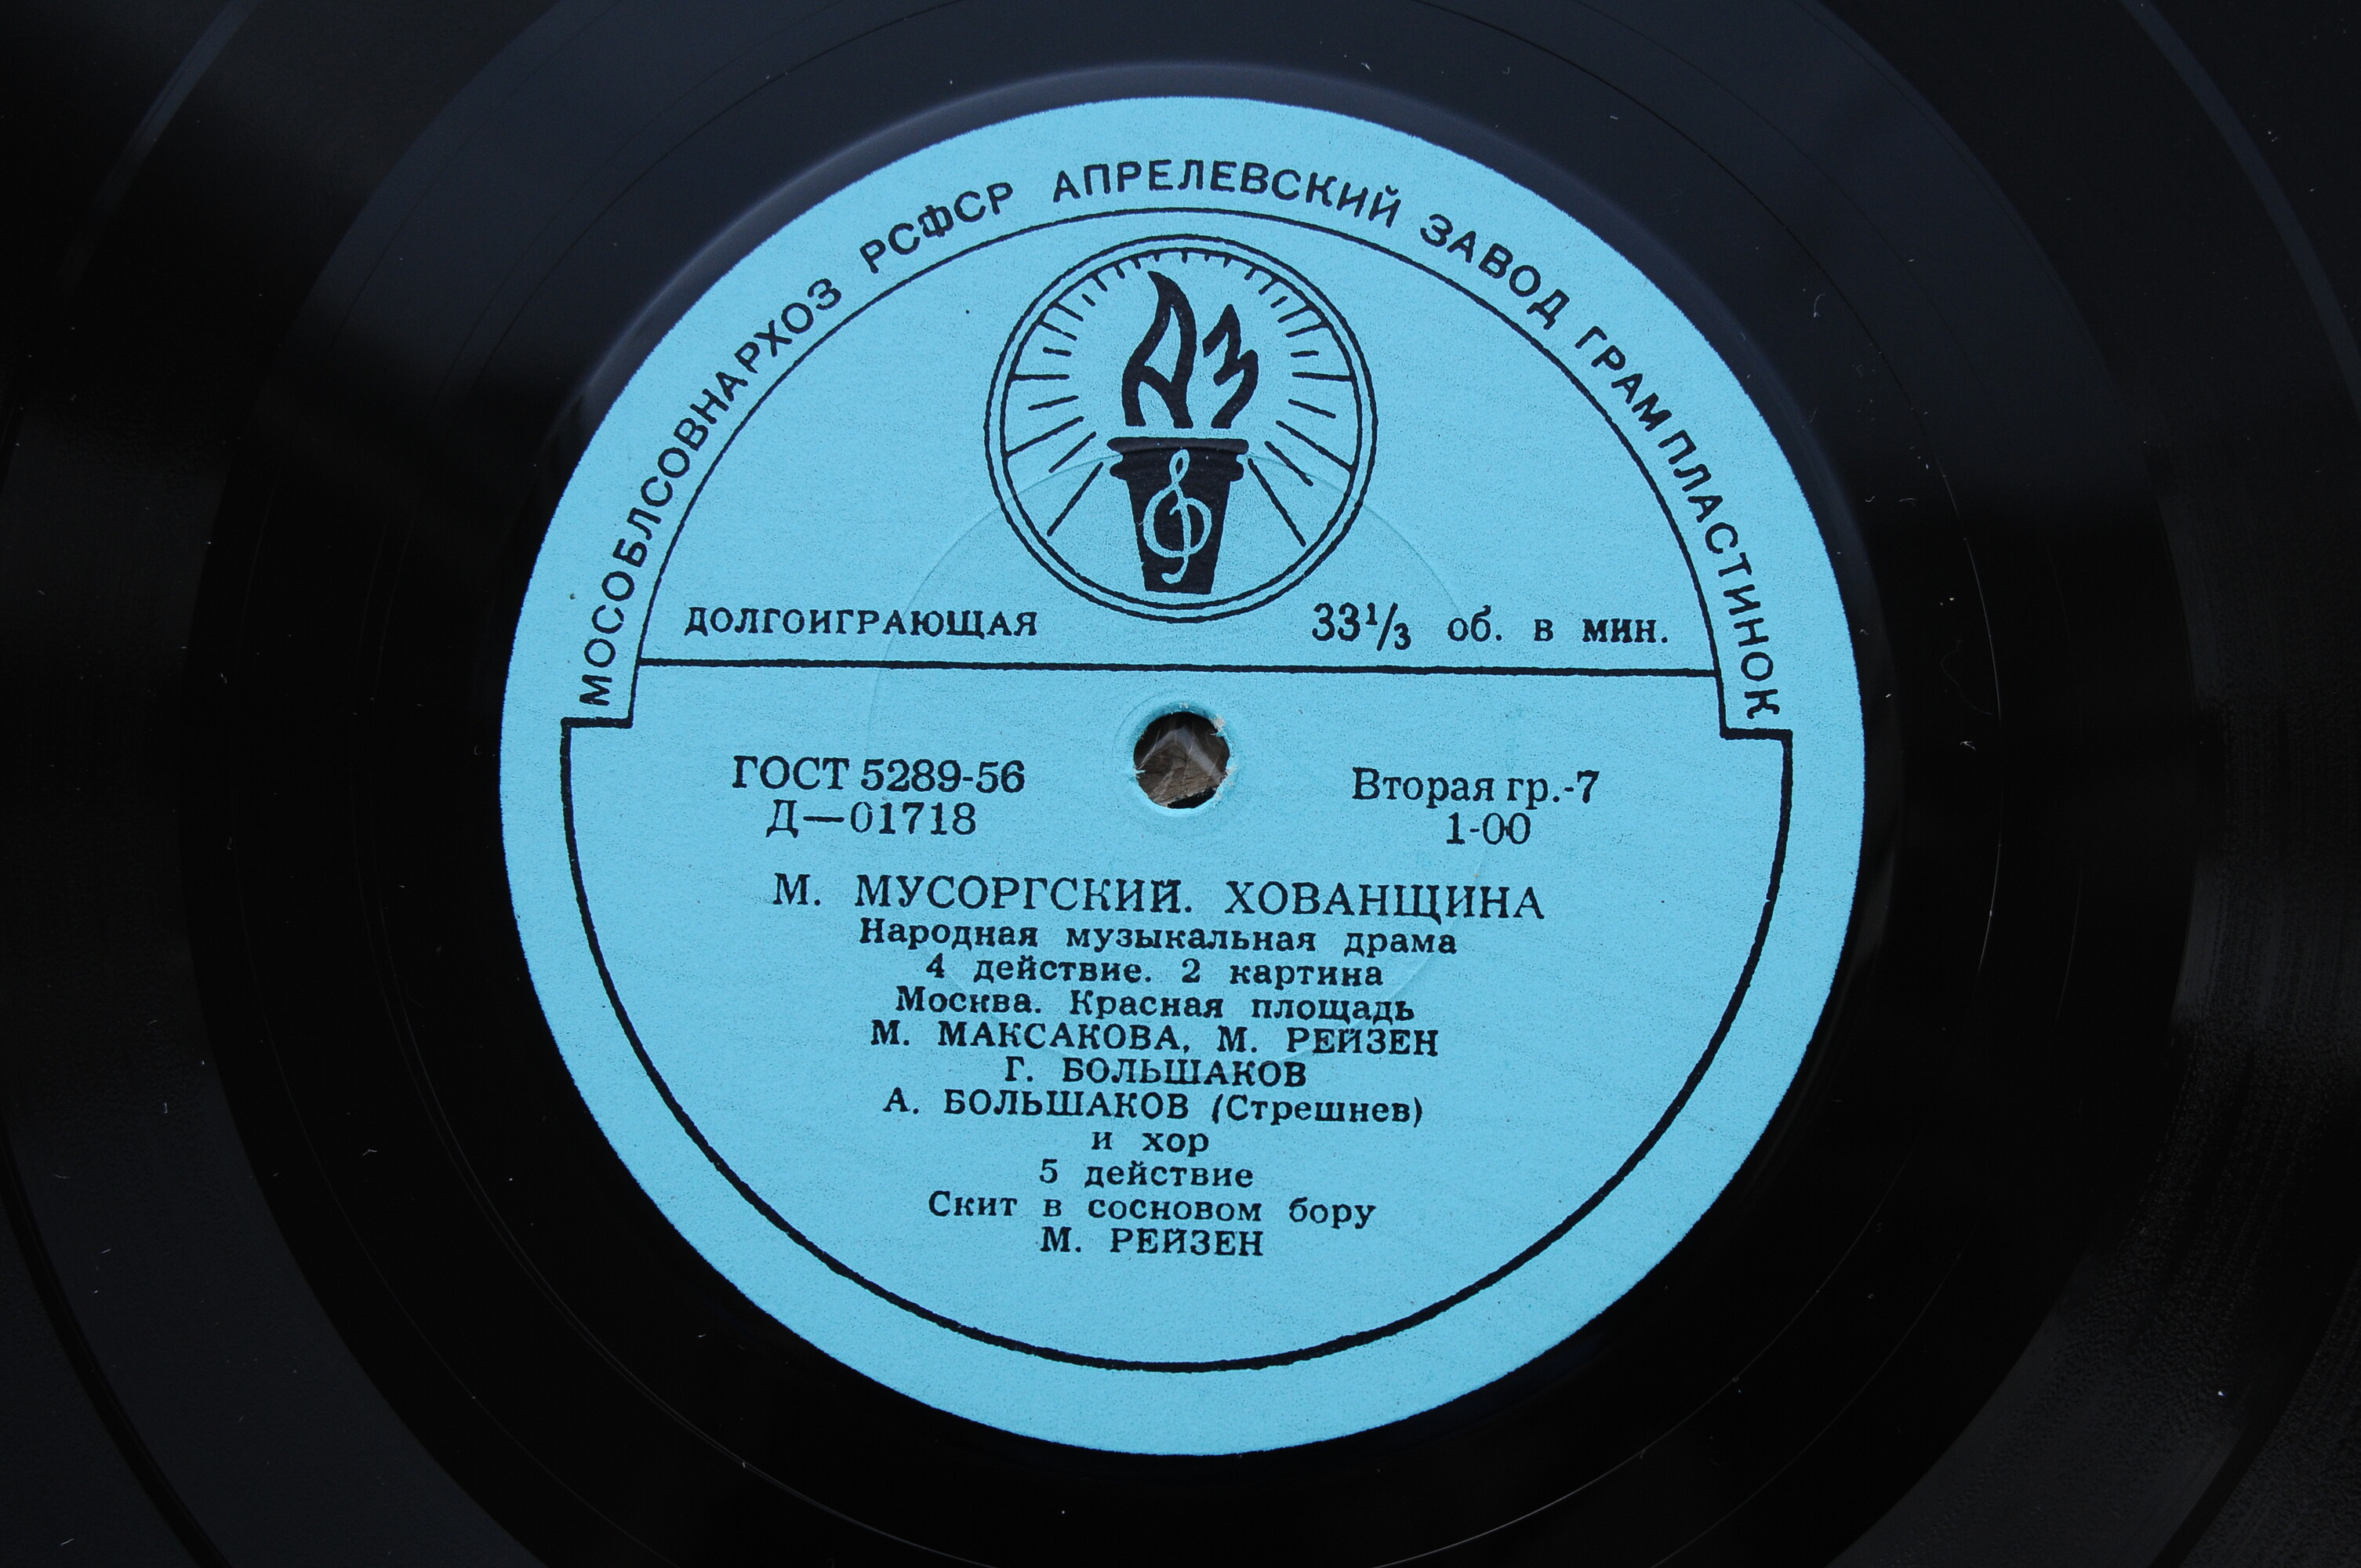 МОСОБЛСОВНАРХОЗ РСФСР АПРЕЛЕВСКИЙ ЗАВОД ГРАМПЛАСТИНОК
АЗ
ДОЛГОИГРАЮЩАЯ 33⅓ об. в мин.
ГОСТ 5289-56 Вторая гр.-7
Д—01718 1-00
М. МУСОРГСКИЙ. ХОВАНЩИНА
Народная музыкальная драма
4 действие. 2 картина
Москва. Красная площадь
М. МАКСАКОВА, М. РЕЙЗЕН
Г. БОЛЬШАКОВ
А. БОЛЬШАКОВ (Стрешнев)
и хор
5 действие
Скит в сосновом бору
М. РЕЙЗЕН